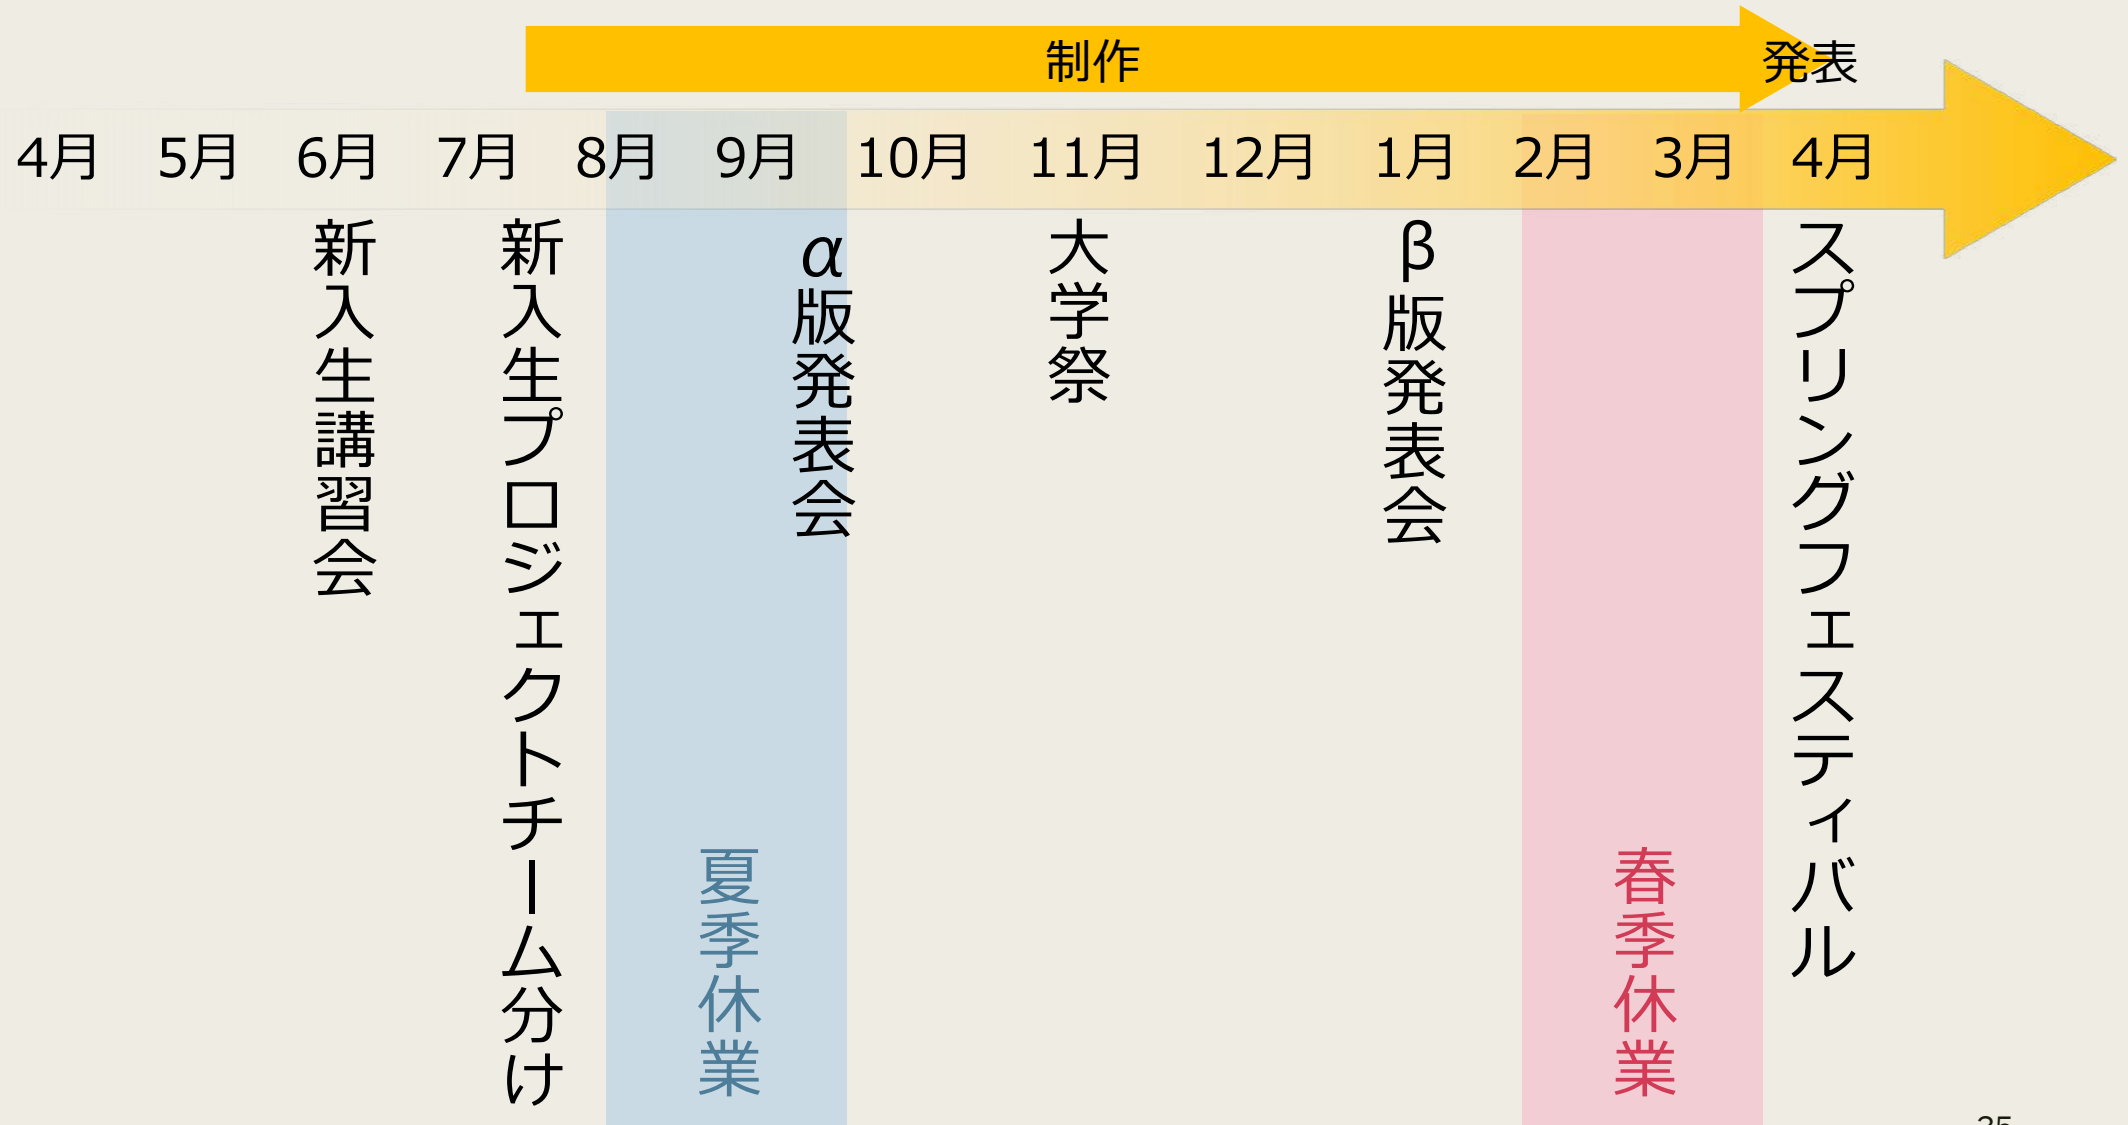 制作
発表
4月 5月 6月 7月 8月 9月 10月 11月 12月 1月 2月 3月 4月
新入生講習会
新入生プロジェクトチーム分け
α版発表会
大学祭
β版発表会
スプリングフェスティバル
夏季休業
春季休業